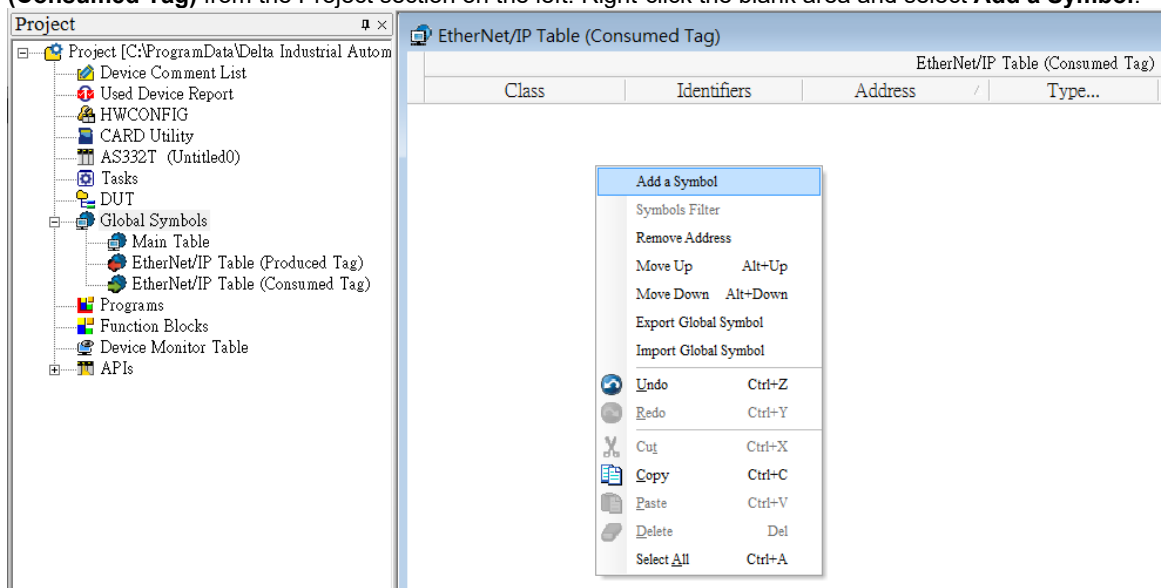 (Consumed Tag) from the Project section on the left. Right-click the blank area and select Add a Symbol.
Project
Project [C:\ProgramData\Delta Industrial Autom
Device Comment List
Used Device Report
HWCONFIG
CARD Utility
AS332T (Untitled0)
Tasks
DUT
Global Symbols
Main Table
EtherNet/IP Table (Produced Tag)
EtherNet/IP Table (Consumed Tag)
Programs
Function Blocks
Device Monitor Table
APIs
EtherNet/IP Table (Consumed Tag)
EtherNet/IP Table (Consumed Tag)
Class Identifiers Address Type...
Add a Symbol
Symbols Filter
Remove Address
Move Up Alt+Up
Move Down Alt+Down
Export Global Symbol
Import Global Symbol
Undo Ctrl+Z
Redo Ctrl+Y
Cut Ctrl+X
Copy Ctrl+C
Paste Ctrl+V
Delete Del
Select All Ctrl+A